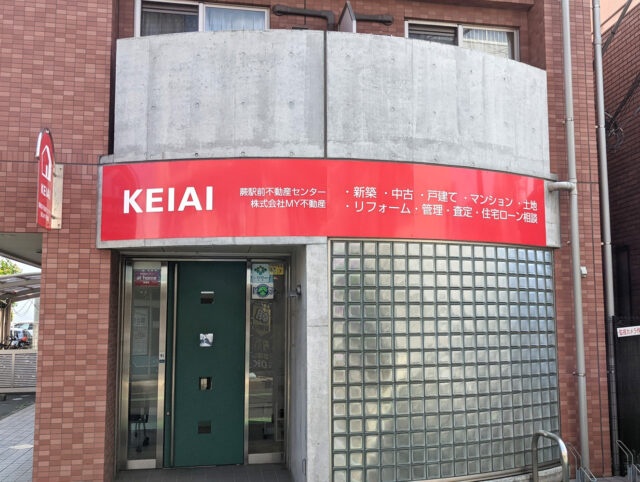 KEIAI
蕨駅前不動産センター
株式会社MY不動産
・新築・中古・戸建て・マンション・土地
・リフォーム・管理・査定・住宅ローン相談
KEIAI
at home